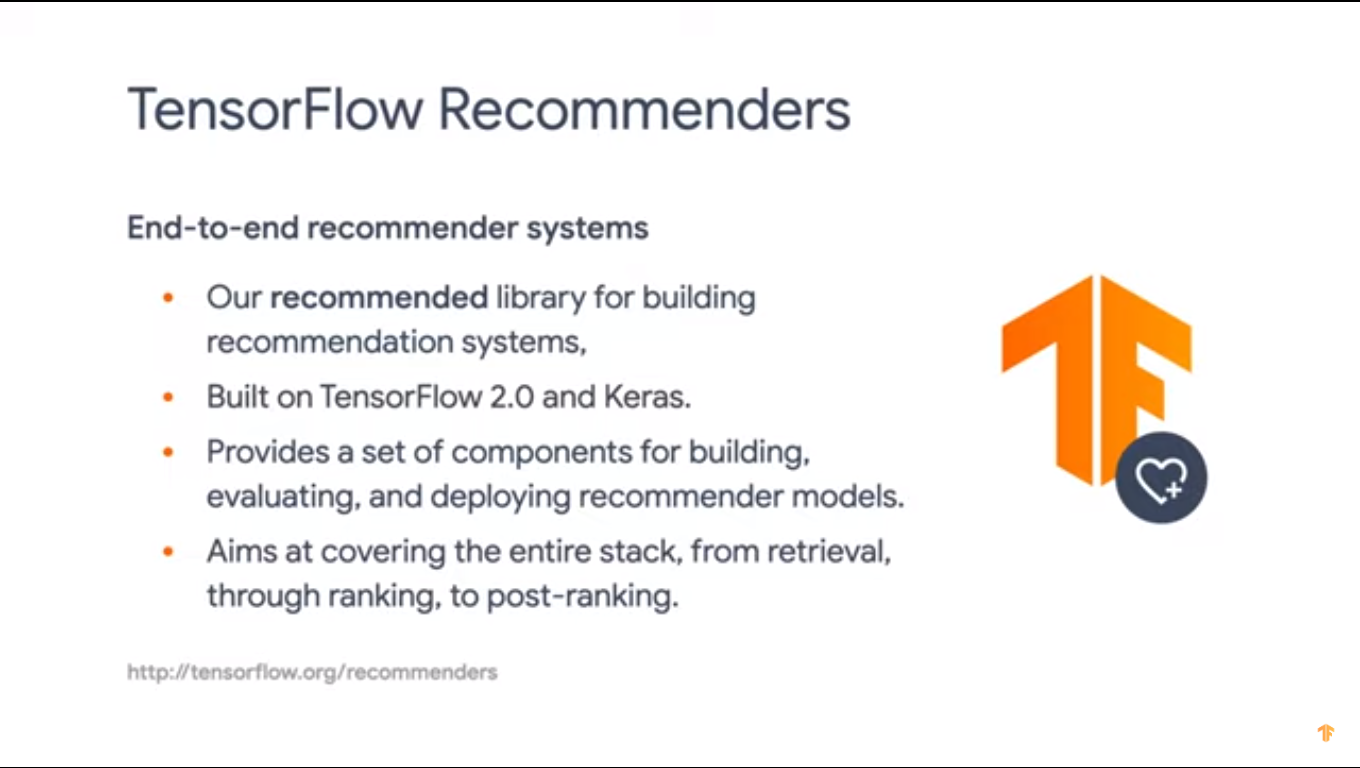 TensorFlow Recommenders
End-to-end recommender systems
• Our recommended library for building
recommendation systems,
• Built on TensorFlow 2.0 and Keras.
• Provides a set of components for building,
evaluating, and deploying recommender models.
• Aims at covering the entire stack, from retrieval,
through ranking, to post-ranking.
http://tensorflow.org/recommenders